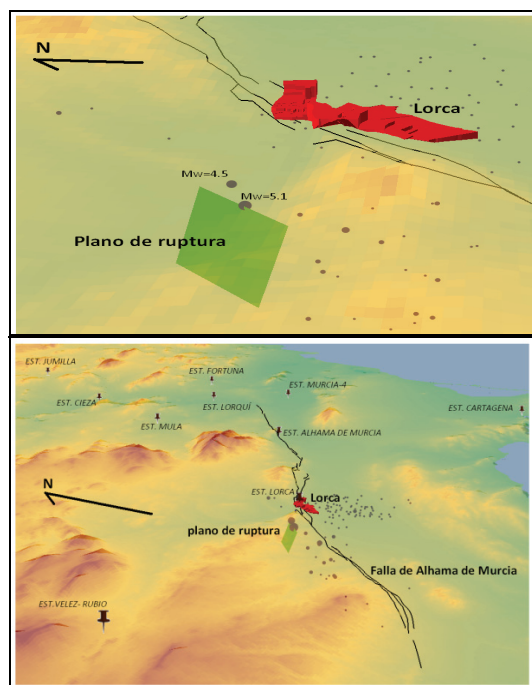 N
Lorca
Mw=4.5
Mw=5.1
Plano de ruptura
EST. JUMILLA
EST. FORTUNA
EST. MURCIA-4
EST. CIEZA
EST. LORQUÍ
EST. CARTAGENA
EST. MULA
EST. ALHAMA DE MURCIA
N
EST. LORCA
Lorca
plano de ruptura
Falla de Alhama de Murcia
EST.VELEZ- RUBIO